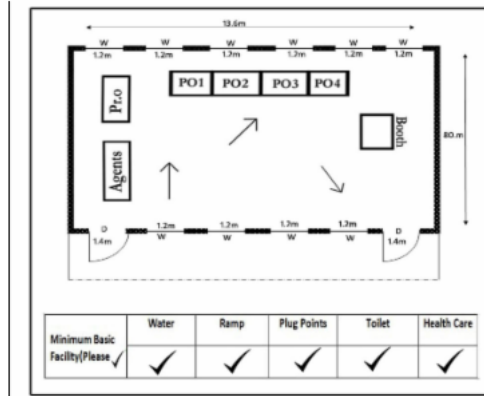 13.6m
W W W W W W
1.2m 1.2m 1.2m 1.2m 1.2m 1.2m
PO1 PO2 PO3 PO4
Pr.o
Booth
80.m
Agents
D 1.2m 1.2m 1.2m 1.2m D
1.4m W W W W 1.4m
Water Ramp Plug Points Toilet Health Care
Minimum Basic
Facility(Please ✓ ✓ ✓ ✓ ✓ ✓